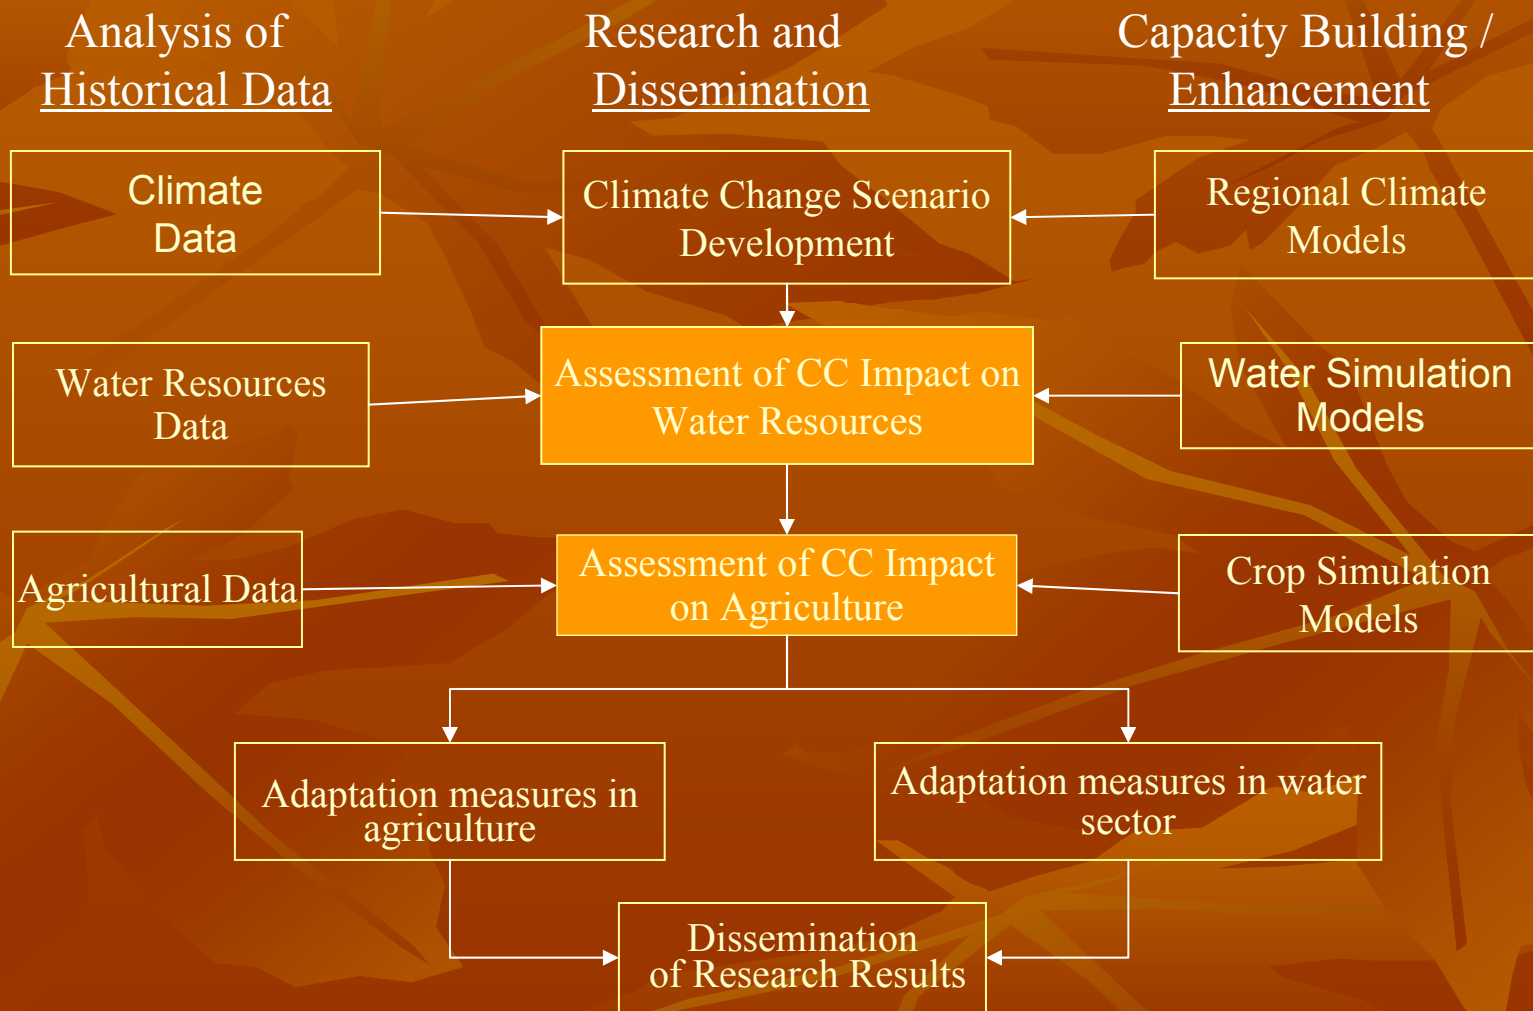 Analysis of
Historical Data
Research and
Dissemination
Capacity Building /
Enhancement
Climate
Data
Climate Change Scenario
Development
Regional Climate
Models
Water Resources
Data
Assessment of CC Impact on
Water Resources
Water Simulation
Models
Agricultural Data
Assessment of CC Impact
on Agriculture
Crop Simulation
Models
Adaptation measures in
agriculture
Adaptation measures in water
sector
Dissemination
of Research Results